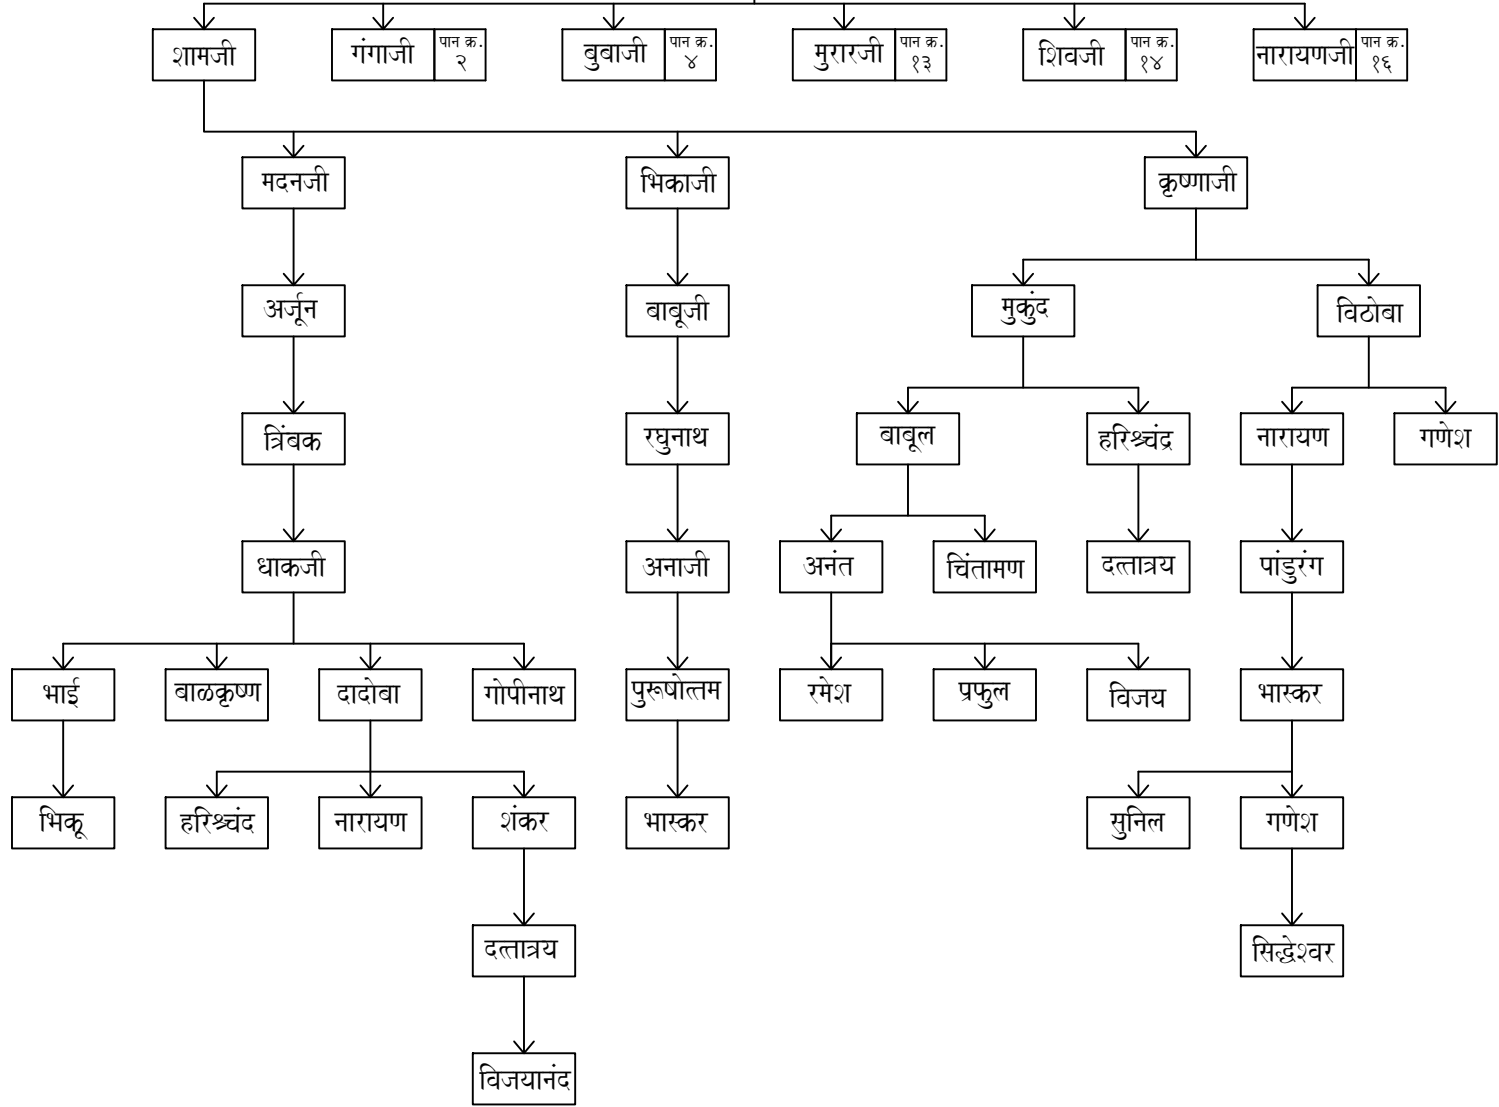 शामजी
गंगाजी
पान क्र.
२
बुबाजी
पान क्र.
४
मुरारजी
पान क्र.
१३
शिवजी
पान क्र.
१४
नारायणजी
पान क्र.
१६
मदनजी
भिकाजी
कृष्णाजी
अर्जून
बाबूजी
मुकुंद
विठोबा
त्रिंबक
रघुनाथ
बाबूल
हरिश्चंद्र
नारायण
गणेश
धाकजी
अनाजी
अनंत
चिंतामण
दत्तात्रय
पांडुरंग
भाई
बाळकृष्ण
दादोबा
गोपीनाथ
पुरूषोत्तम
रमेश
प्रफुल
विजय
भास्कर
भिकू
हरिश्चंद
नारायण
शंकर
भास्कर
सुनिल
गणेश
दत्तात्रय
सिद्धेश्वर
विजयानंद